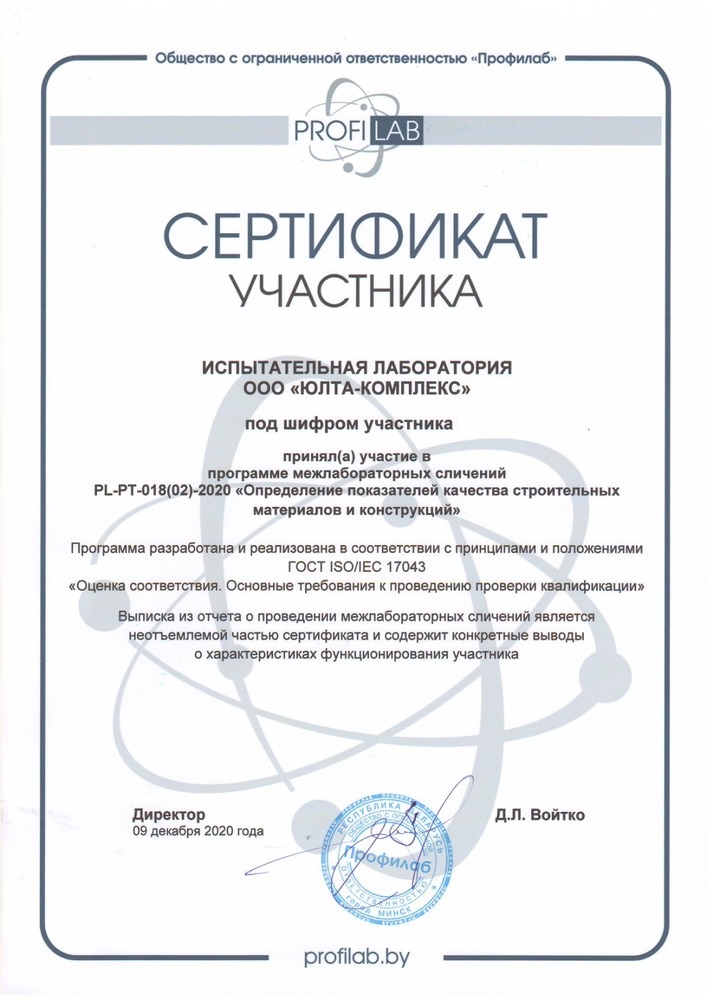 Общество с ограниченной ответственностью «Профилаб»
PROFILAB
СЕРТИФИКАТ
УЧАСТНИКА
ИСПЫТАТЕЛЬНАЯ ЛАБОРАТОРИЯ
ООО «ЮЛТА-КОМПЛЕКС»
под шифром участника
принял(а) участие в
программе межлабораторных сличений
PL-PT-018(02)-2020 «Определение показателей качества строительных
материалов и конструкций»
Программа разработана и реализована в соответствии с принципами и положениями
ГОСТ ISO/IEC 17043
«Оценка соответствия. Основные требования к проведению проверки квалификации»
Выписка из отчета о проведении межлабораторных сличений является
неотъемлемой частью сертификата и содержит конкретные выводы
о характеристиках функционирования участника
Директор
Д.Л. Войтко
09 декабря 2020 года
РЕСПУБЛИКА БЕЛАРУСЬ
ОБЩЕСТВО С ОГРАНИЧЕННОЙ
Профилаб
ОТВЕТСТВЕННОСТЬЮ
ГОРОД МИНСК
profilab.by